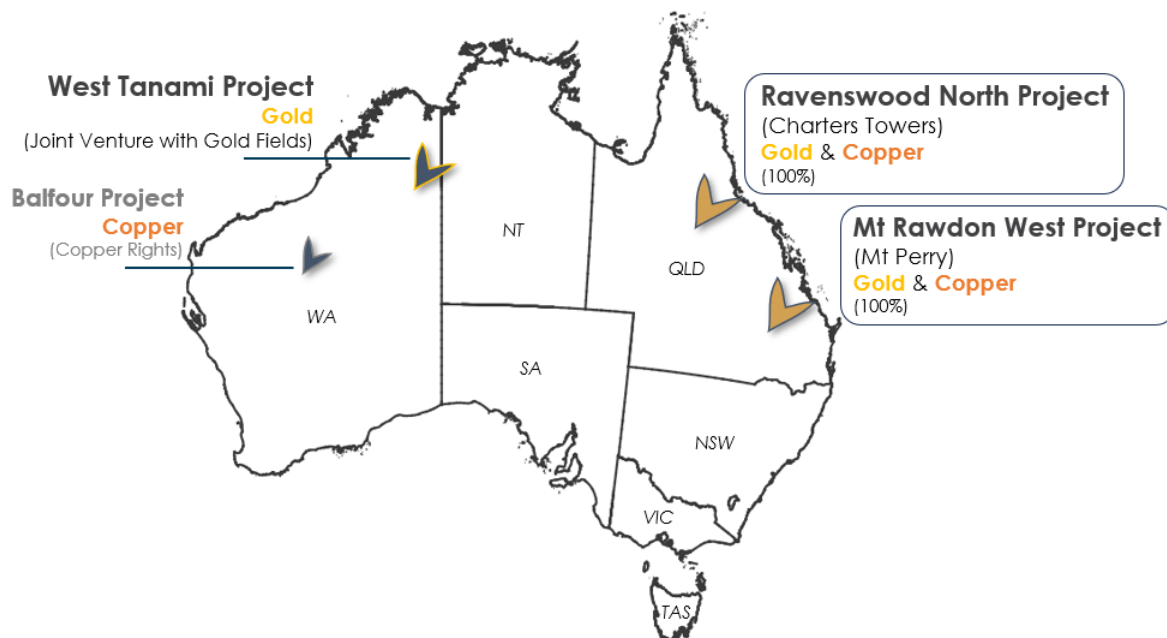 West Tanami Project
Gold
(Joint Venture with Gold Fields)
Balfour Project
Copper
(Copper Rights)
Ravenswood North Project
(Charters Towers)
Gold & Copper
(100%)
Mt Rawdon West Project
(Mt Perry)
Gold & Copper
(100%)
NT
QLD
WA
SA
NSW
VIC
TAS